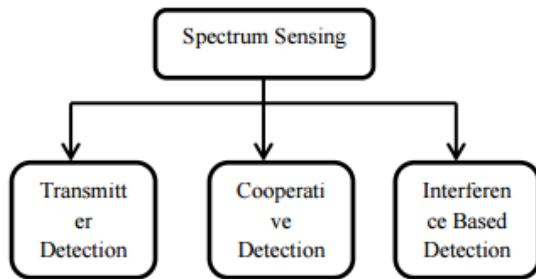 Spectrum Sensing
Transmitt
er
Detection
Cooperati
ve
Detection
Interferen
ce Based
Detection